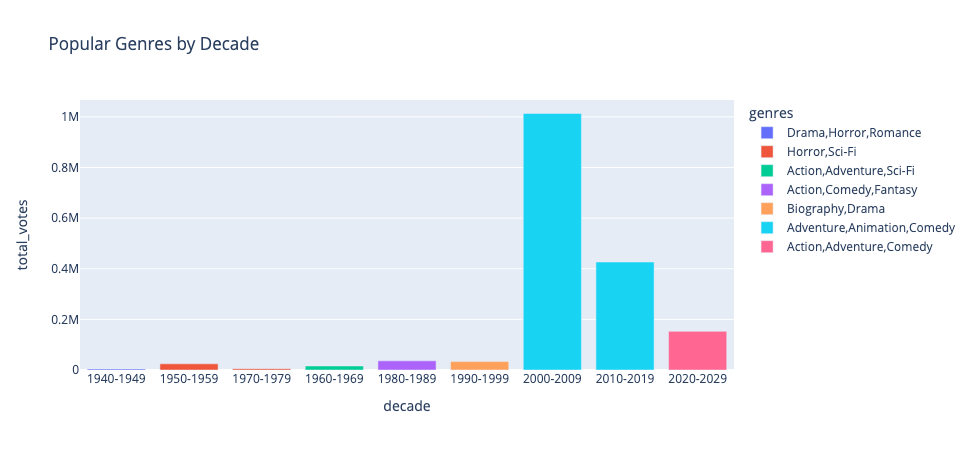 Popular Genres by Decade
total_votes
1M
0.8M
0.6M
0.4M
0.2M
0
1940-1949 1950-1959 1970-1979 1960-1969 1980-1989 1990-1999 2000-2009 2010-2019 2020-2029
decade
genres
Drama,Horror,Romance
Horror,Sci-Fi
Action,Adventure,Sci-Fi
Action,Comedy,Fantasy
Biography,Drama
Adventure,Animation,Comedy
Action,Adventure,Comedy